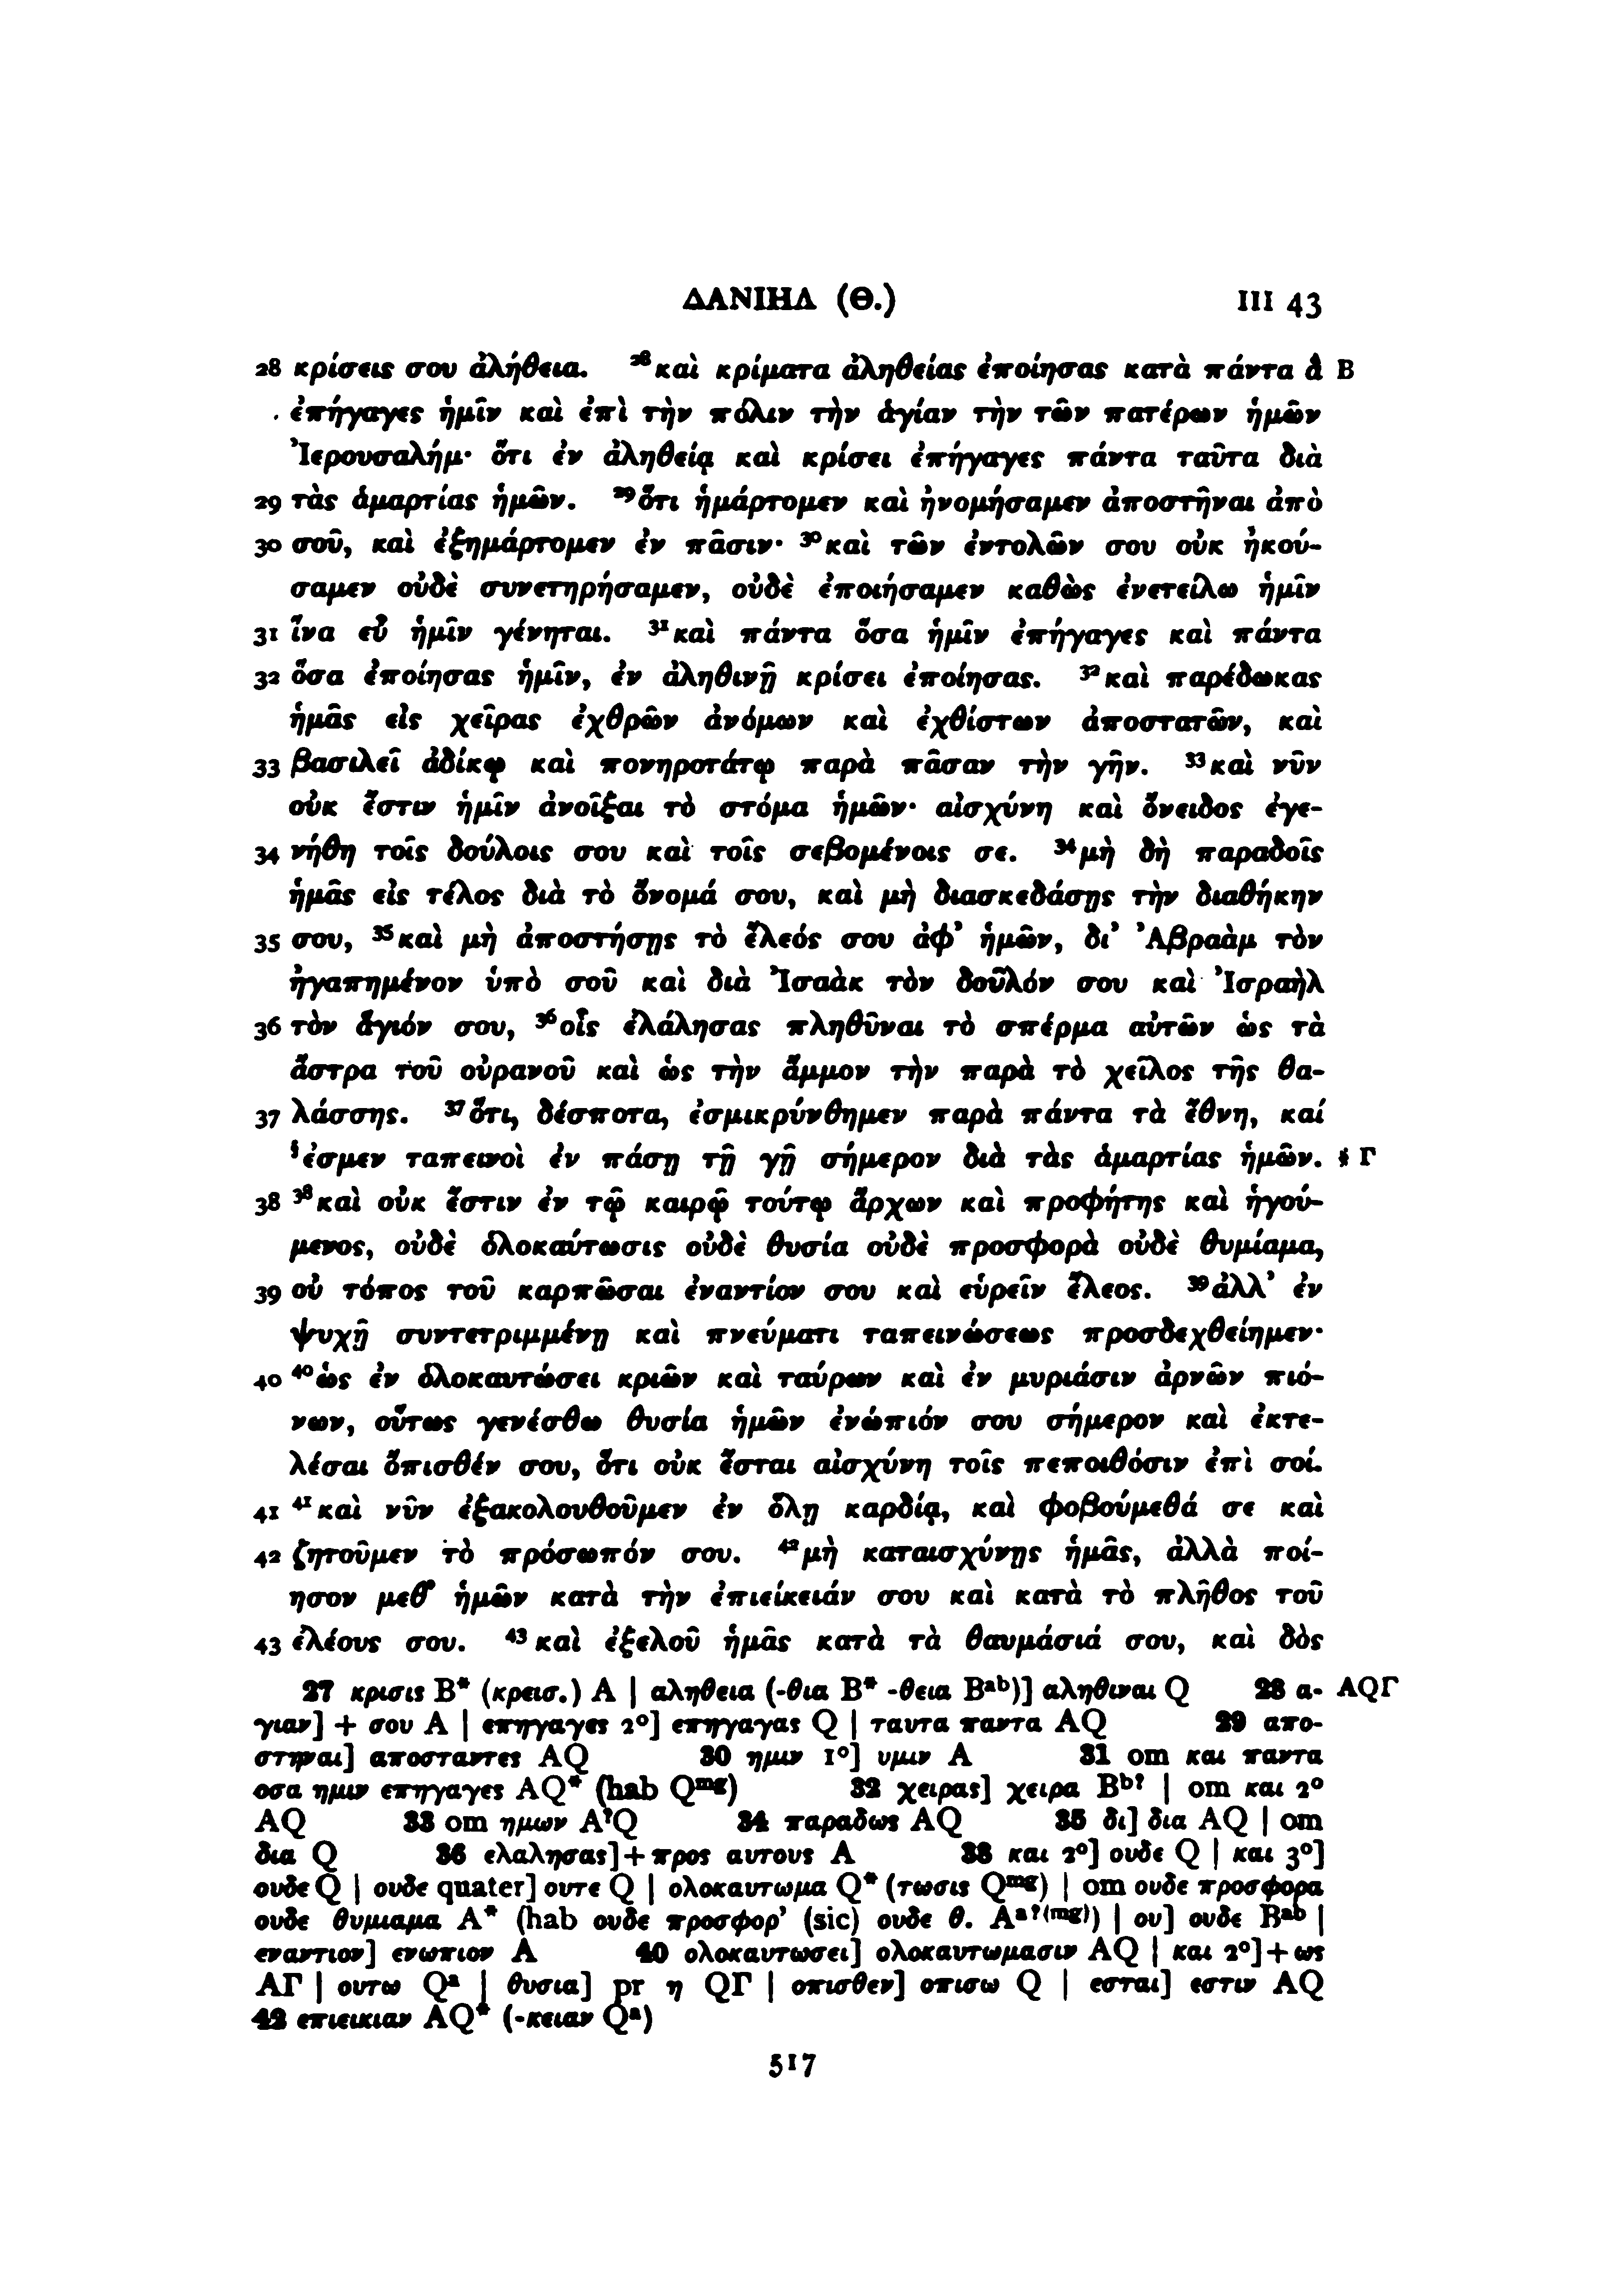 ΔΑΝΙΗΛ (Θ.) III 43
28 κρίσεις σου ἀλήθεια. ²⁸καὶ κρίματα ἀληθείας ἐποίησας κατὰ πάντα ἃ B
ἐπήγαγες ἡμῖν καὶ ἐπὶ τὴν πόλιν τὴν ἁγίαν τὴν τῶν πατέρων ἡμῶν
Ἰερουσαλήμ· ὅτι ἐν ἀληθείᾳ καὶ κρίσει ἐπήγαγες πάντα ταῦτα διὰ
29 τὰς ἁμαρτίας ἡμῶν. ²⁹ὅτι ἡμάρτομεν καὶ ἠνομήσαμεν ἀποστῆναι ἀπὸ
30 σοῦ, καὶ ἐξημάρτομεν ἐν πᾶσιν· ³⁰καὶ τῶν ἐντολῶν σου οὐκ ἠκού-
σαμεν οὐδὲ συνετηρήσαμεν, οὐδὲ ἐποιήσαμεν καθὼς ἐνετείλω ἡμῖν
31 ἵνα εὖ ἡμῖν γένηται. ³¹καὶ πάντα ὅσα ἡμῖν ἐπήγαγες καὶ πάντα
32 ὅσα ἐποίησας ἡμῖν, ἐν ἀληθινῇ κρίσει ἐποίησας. ³²καὶ παρέδωκας
ἡμᾶς εἰς χεῖρας ἐχθρῶν ἀνόμων καὶ ἐχθίστων ἀποστατῶν, καὶ
33 βασιλεῖ ἀδίκῳ καὶ πονηροτάτῳ παρὰ πᾶσαν τὴν γῆν. ³³καὶ νῦν
οὐκ ἔστιν ἡμῖν ἀνοῖξαι τὸ στόμα ἡμῶν· αἰσχύνη καὶ ὄνειδος ἐγε-
34 νήθη τοῖς δούλοις σου καὶ τοῖς σεβομένοις σε. ³⁴μὴ δὴ παραδοῖς
ἡμᾶς εἰς τέλος διὰ τὸ ὄνομά σου, καὶ μὴ διασκεδάσῃς τὴν διαθήκην
35 σου, ³⁵καὶ μὴ ἀποστήσῃς τὸ ἔλεός σου ἀφ’ ἡμῶν, δι’ Ἀβραὰμ τὸν
ἠγαπημένον ὑπὸ σοῦ καὶ διὰ Ἰσαὰκ τὸν δοῦλόν σου καὶ Ἰσραὴλ
36 τὸν ἅγιόν σου, ³⁶οἷς ἐλάλησας πληθῦναι τὸ σπέρμα αὐτῶν ὡς τὰ
ἄστρα τοῦ οὐρανοῦ καὶ ὡς τὴν ἄμμον τὴν παρὰ τὸ χεῖλος τῆς θα-
37 λάσσης. ³⁷ὅτι, δέσποτα, ἐσμικρύνθημεν παρὰ πάντα τὰ ἔθνη, καί
§ἐσμεν ταπεινοὶ ἐν πάσῃ τῇ γῇ σήμερον διὰ τὰς ἁμαρτίας ἡμῶν. § Γ
38 ³⁸καὶ οὐκ ἔστιν ἐν τῷ καιρῷ τούτῳ ἄρχων καὶ προφήτης καὶ ἡγού-
μενος, οὐδὲ ὁλοκαύτωσις οὐδὲ θυσία οὐδὲ προσφορὰ οὐδὲ θυμίαμα,
39 οὐ τόπος τοῦ καρπῶσαι ἐναντίον σου καὶ εὑρεῖν ἔλεος. ³⁹ἀλλ’ ἐν
ψυχῇ συντετριμμένῃ καὶ πνεύματι ταπεινώσεως προσδεχθείημεν·
40 ⁴⁰ὡς ἐν ὁλοκαυτώσει κριῶν καὶ ταύρων καὶ ἐν μυριάσιν ἀρνῶν πιό-
νων, οὕτως γενέσθω θυσία ἡμῶν ἐνώπιόν σου σήμερον καὶ ἐκτε-
λέσαι ὄπισθέν σου, ὅτι οὐκ ἔσται αἰσχύνη τοῖς πεποιθόσιν ἐπὶ σοί.
41 ⁴¹καὶ νῦν ἐξακολουθοῦμεν ἐν ὅλῃ καρδίᾳ, καὶ φοβούμεθά σε καὶ
42 ζητοῦμεν τὸ πρόσωπόν σου. ⁴²μὴ καταισχύνῃς ἡμᾶς, ἀλλὰ ποί-
ησον μεθ’ ἡμῶν κατὰ τὴν ἐπιείκειάν σου καὶ κατὰ τὸ πλῆθος τοῦ
43 ἐλέους σου. ⁴³καὶ ἐξελοῦ ἡμᾶς κατὰ τὰ θαυμάσιά σου, καὶ δὸς
27 κρισις B* (κρεισ.) A | αληθεια (-θια B* -θεια Bᵃᵇ)] αληθιναι Q 28 α- AQΓ
γιαν] + σου A | επηγαγες 2°] επηγαγας Q | ταυτα παντα AQ 29 απο-
στηναι] αποσταντες AQ 30 ημιν 1°] υμιν A 31 om και παντα
οσα ημιν επηγαγες AQ* (hab Qᵐᵍ) 32 χειρας] χειρα Bᵇ? | om και 2°
AQ 33 om ημων A?Q 34 παραδως AQ 35 δι] δια AQ | om
δια Q 36 ελαλησας]+προς αυτους A 38 και 2°] ουδε Q | και 3°]
ουδε Q | ουδε quater] ουτε Q | ολοκαυτωμα Q* (τωσις Qᵐᵍ) | om ουδε προσφορα
ουδε θυμιαμα A* (hab ουδε προσφορ’ (sic) ουδε θ. Aᵃ?⁽ᵐᵍ⁾) | ου] ουδε Bᵃᵇ |
εναντιον] ενωπιον A 40 ολοκαυτωσει] ολοκαυτωμασιν AQ | και 2°]+ως
AΓ | ουτω Qᵃ | θυσια] pr η QΓ | οπισθεν] οπισω Q | εσται] εστιν AQ
42 επιεικιαν AQ* (-κειαν Qᵃ)
517